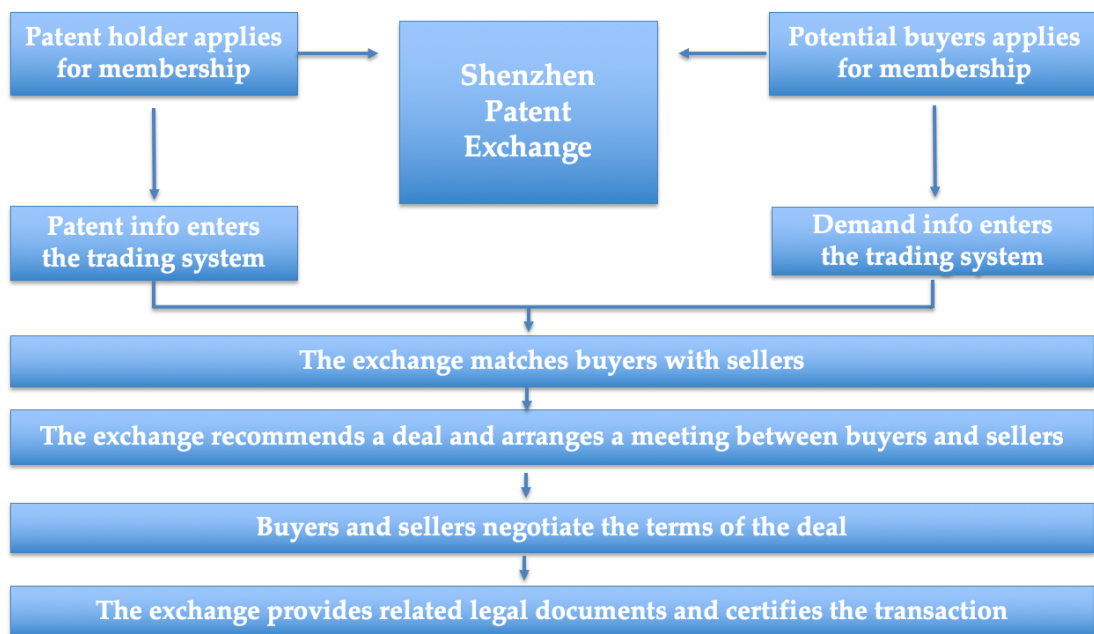 Patent holder applies
for membership
Shenzhen
Patent
Exchange
Potential buyers applies
for membership
Patent info enters
the trading system
Demand info enters
the trading system
The exchange matches buyers with sellers
The exchange recommends a deal and arranges a meeting between buyers and sellers
Buyers and sellers negotiate the terms of the deal
The exchange provides related legal documents and certifies the transaction